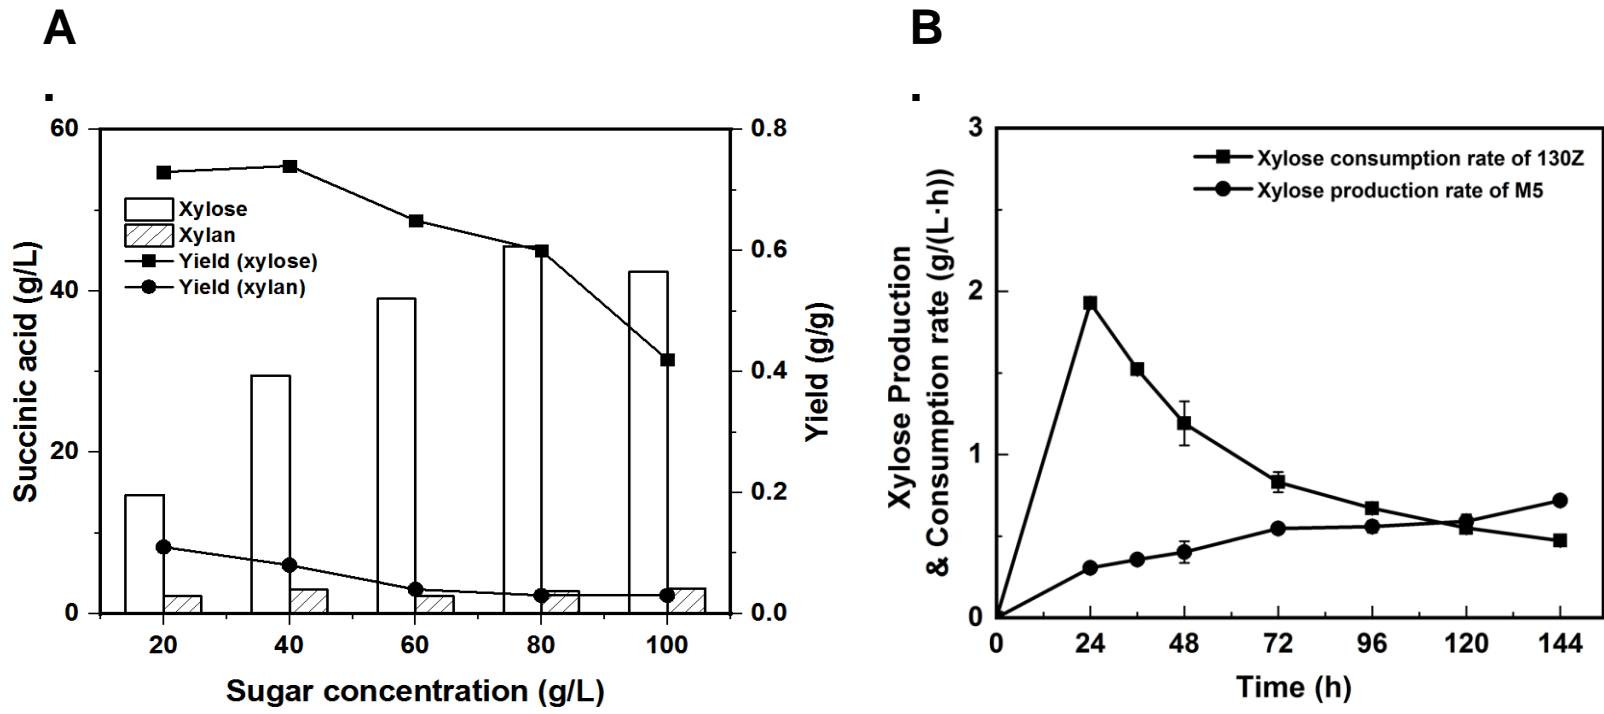 A
.
60
40
20
0
Succinic acid (g/L)
Xylose
Xylan
Yield (xylose)
Yield (xylan)
0.8
0.6
0.4
0.2
0.0
Yield (g/g)
20 40 60 80 100
Sugar concentration (g/L)
B
.
3
2
1
0
Xylose Production
& Consumption rate (g/(L·h))
Xylose consumption rate of 130Z
Xylose production rate of M5
0 24 48 72 96 120 144
Time (h)